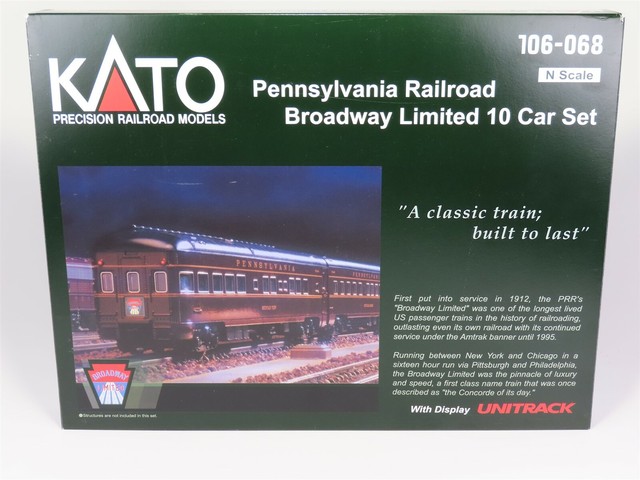 106-068
N Scale
KATO
PRECISION RAILROAD MODELS
Pennsylvania Railroad
Broadway Limited 10 Car Set
"A classic train;
built to last"
PENNSYLVANIA
First put into service in 1912, the PRR's
"Broadway Limited" was one of the longest lived
US passenger trains in the history of railroading,
outlasting even its own railroad with its continued
service under the Amtrak banner until 1995.
Running between New York and Chicago in a
sixteen hour run via Pittsburgh and Philadelphia,
the Broadway Limited was the pinnacle of luxury
and speed, a first class name train that was once
described as "the Concorde of its day."
BROADWAY
●Structures are not included in this set.
With Display UNITRACK